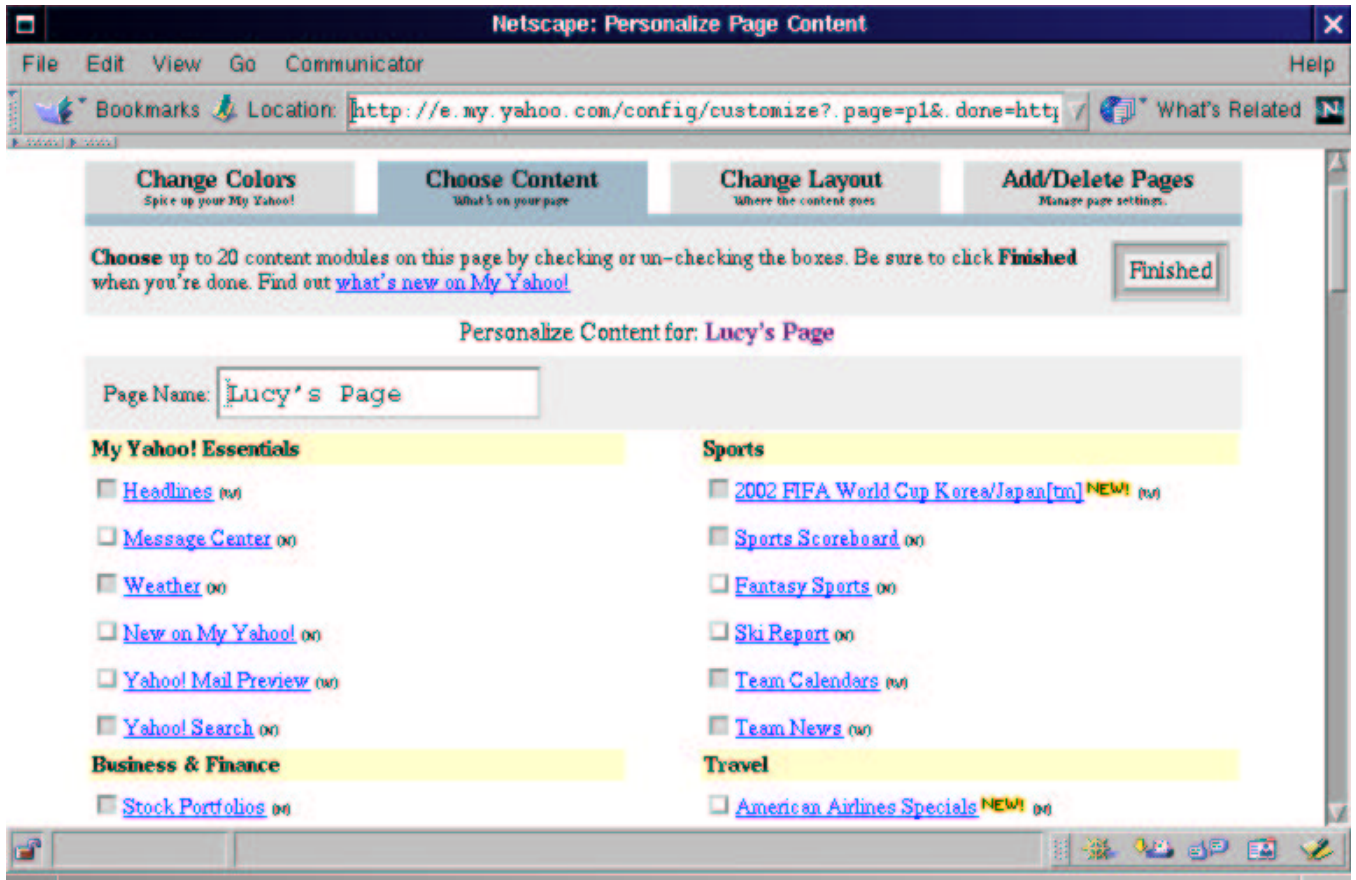 Netscape: Personalize Page Content
File Edit View Go Communicator Help
Bookmarks Location: http://e.my.yahoo.com/config/customize?.page=p1&.done=http What's Related N
Change Colors Choose Content Change Layout Add/Delete Pages
Spice up your My Yahoo! What's on your page Where the content goes Manage page settings.
Choose up to 20 content modules on this page by checking or un-checking the boxes. Be sure to click Finished
when you're done. Find out what's new on My Yahoo!
Finished
Personalize Content for: Lucy's Page
Page Name: Lucy's Page
My Yahoo! Essentials
Headlines
Message Center
Weather
New on My Yahoo!
Yahoo! Mail Preview
Yahoo! Search
Business & Finance
Stock Portfolios
Sports
2002 FIFA World Cup Korea/Japan[tm] NEW!
Sports Scoreboard
Fantasy Sports
Ski Report
Team Calendars
Team News
Travel
American Airlines Specials NEW!